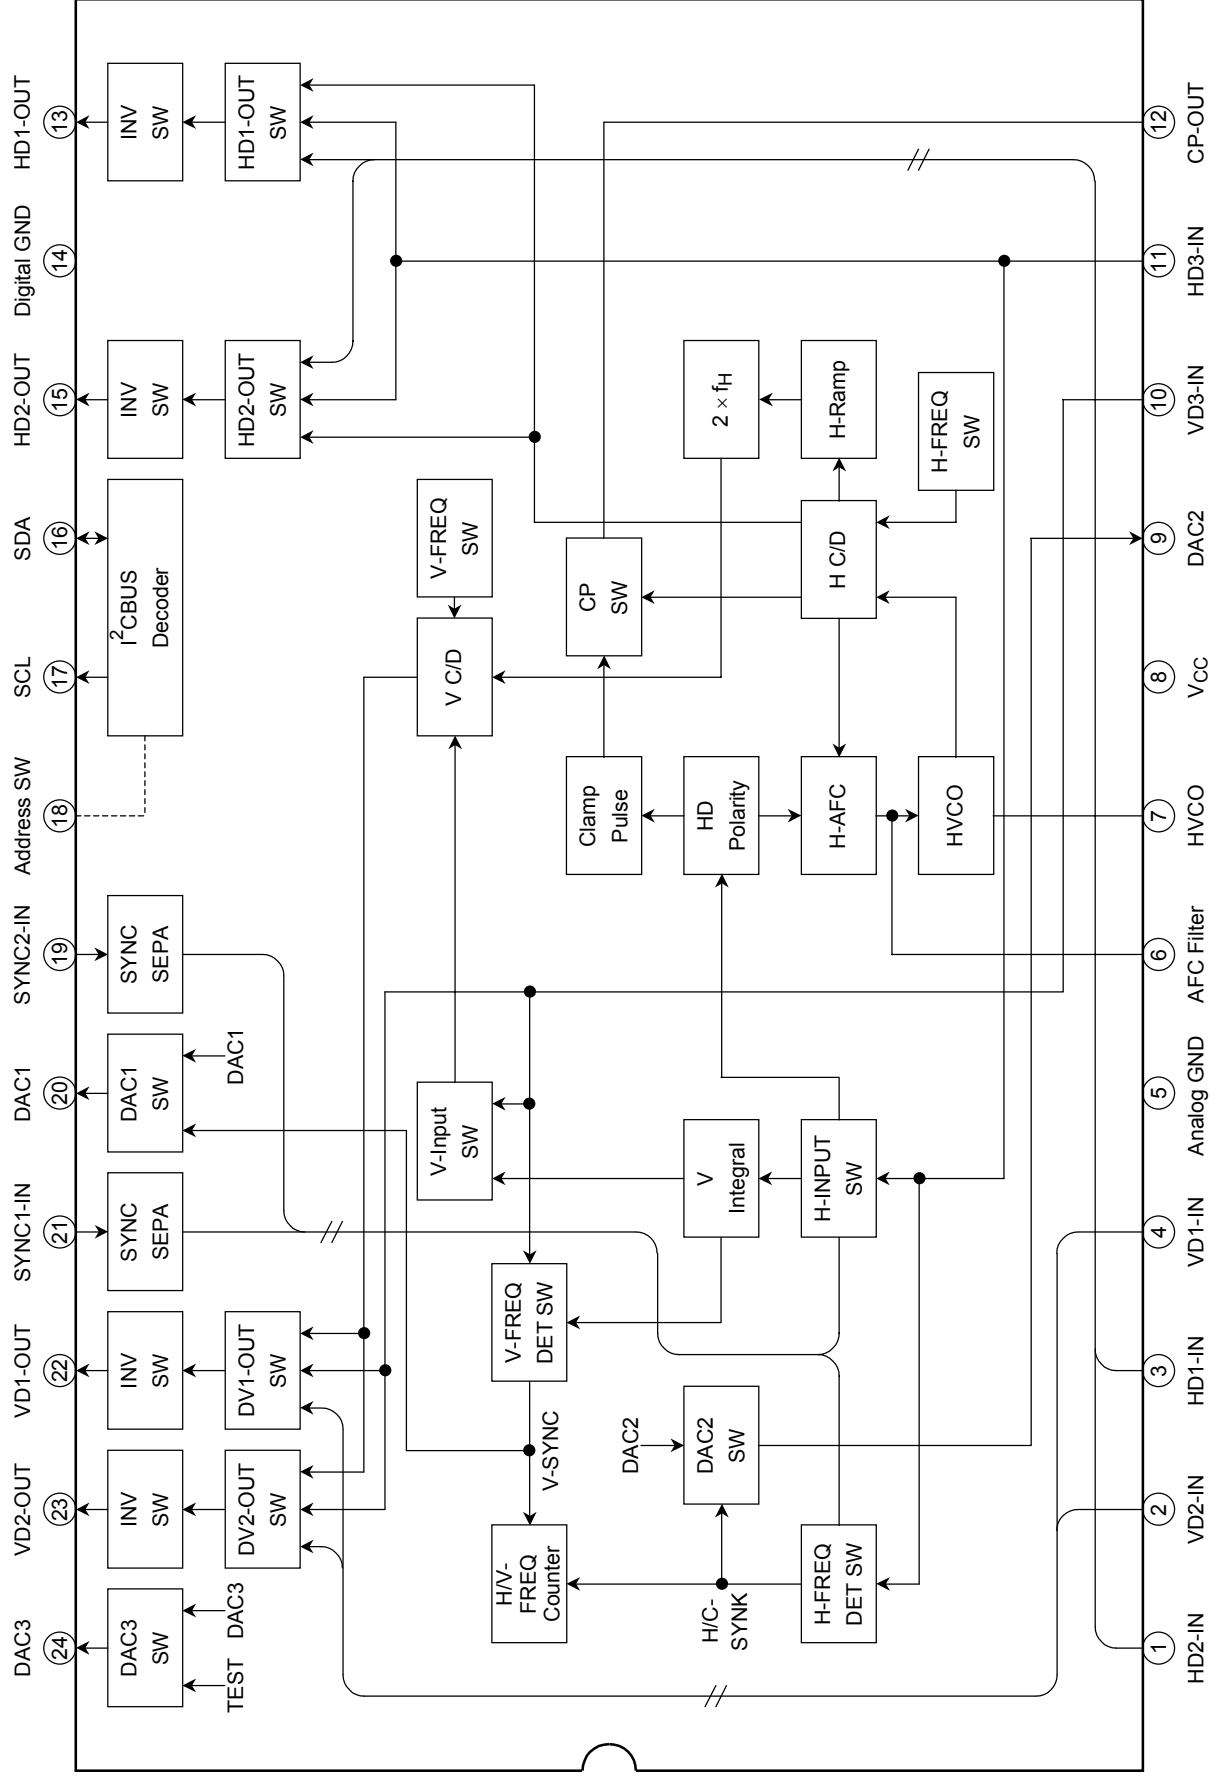 DAC3
24
VD2-OUT
23
VD1-OUT
22
SYNC1-IN
21
DAC1
20
SYNC2-IN
19
Address SW
18
SCL
17
SDA
16
HD2-OUT
15
Digital GND
14
HD1-OUT
13
DAC3
SW
INV
SW
INV
SW
SYNC
SEPA
DAC1
SW
SYNC
SEPA
I2CBUS
Decoder
INV
SW
INV
SW
TEST
DAC3
DV2-OUT
SW
DV1-OUT
SW
DAC1
HD2-OUT
SW
HD1-OUT
SW
V-Input
SW
V C/D
V-FREQ
SW
H/V-
FREQ
Counter
V-SYNC
V-FREQ
DET SW
Clamp
Pulse
CP
SW
DAC2
H/C-
SYNK
DAC2
SW
V
Integral
HD
Polarity
2 × fH
H-FREQ
DET SW
H-INPUT
SW
H-AFC
H C/D
H-Ramp
HVCO
H-FREQ
SW
1
HD2-IN
2
VD2-IN
3
HD1-IN
4
VD1-IN
5
Analog GND
6
AFC Filter
7
HVCO
8
VCC
9
DAC2
10
VD3-IN
11
HD3-IN
12
CP-OUT